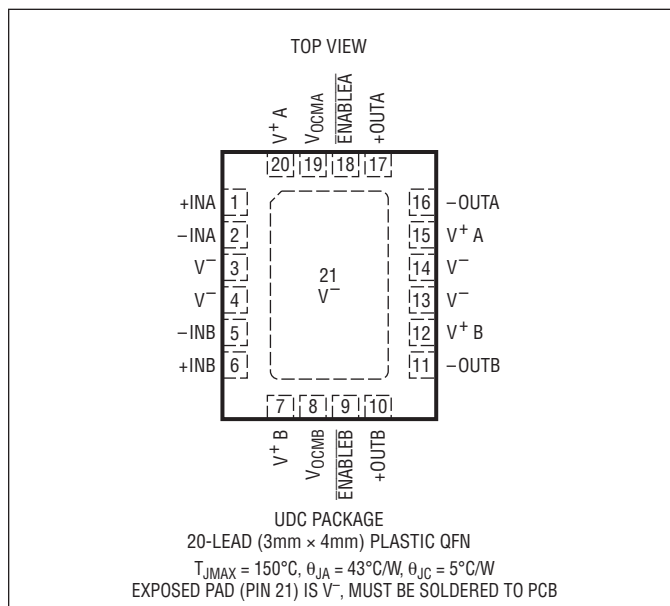 TOP VIEW
V+ A
VOCMA
ENABLEA
+OUTA
20 19 18 17
+INA 1
–INA 2
V– 3
V– 4
–INB 5
+INB 6
21
V–
16 –OUTA
15 V+ A
14 V–
13 V–
12 V+ B
11 –OUTB
7 8 9 10
V+ B
VOCMB
ENABLEB
+OUTB
UDC PACKAGE
20-LEAD (3mm × 4mm) PLASTIC QFN
TJMAX = 150°C, θJA = 43°C/W, θJC = 5°C/W
EXPOSED PAD (PIN 21) IS V–, MUST BE SOLDERED TO PCB